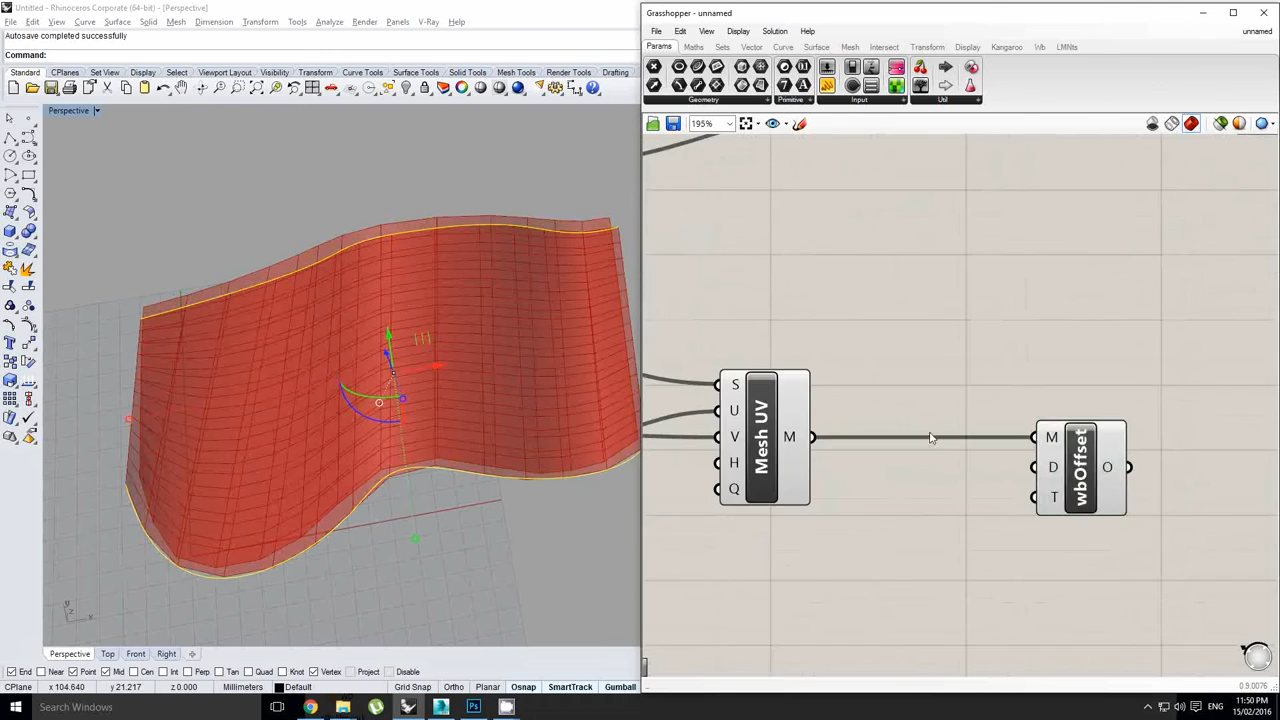 Untitled - Rhinoceros Corporate (64-bit) - [Perspective]
File Edit View Curve Surface Solid Mesh Dimension Transform Tools Analyze Render Panels V-Ray Help
Autosave completed successfully
Command:
Standard CPlanes Set View Display Select Viewport Layout Visibility Transform Curve Tools Surface Tools Solid Tools Mesh Tools Render Tools Drafting
Perspective
y
z
x
Perspective Top Front Right
End Near Point Mid Cen Int Perp Tan Quad Knot Vertex Project Disable
CPlane x 104.640 y 21.217 z 0.000 Millimeters Default Grid Snap Ortho Planar Osnap SmartTrack Gumball
Grasshopper - unnamed
File Edit View Display Solution Help
unnamed
Params Maths Sets Vector Curve Surface Mesh Intersect Transform Display Kangaroo Wb LMNts
Geometry Primitive Input Util
195%
S
U
V
H
Q
Mesh UV
M
M
D
T
wbOffset
O
0.9.0076
Search Windows
ENG
11:50 PM
15/02/2016